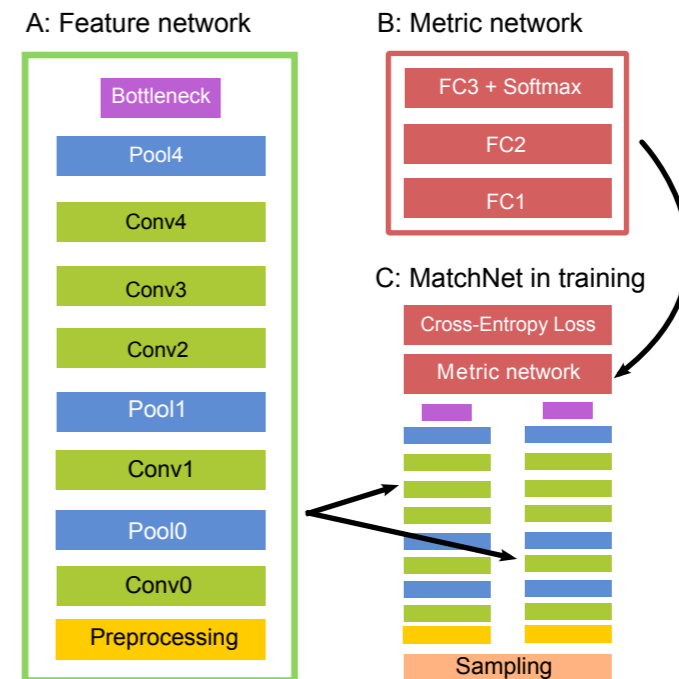 A: Feature network
Bottleneck
Pool4
Conv4
Conv3
Conv2
Pool1
Conv1
Pool0
Conv0
Preprocessing
B: Metric network
FC3 + Softmax
FC2
FC1
C: MatchNet in training
Cross-Entropy Loss
Metric network
Sampling